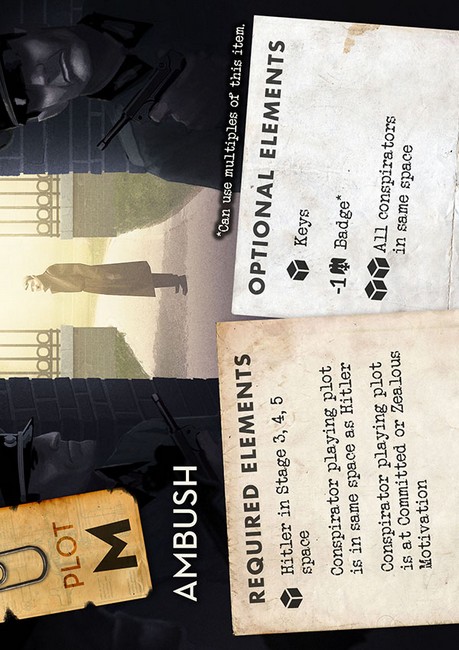 PLOT
M
AMBUSH
REQUIRED ELEMENTS
Hitler in Stage 3, 4, 5
space
Conspirator playing plot
is in same space as Hitler
Conspirator playing plot
is at Committed or Zealous
Motivation
OPTIONAL ELEMENTS
Keys
-1 Badge*
All conspirators
in same space
*Can use multiples of this item.